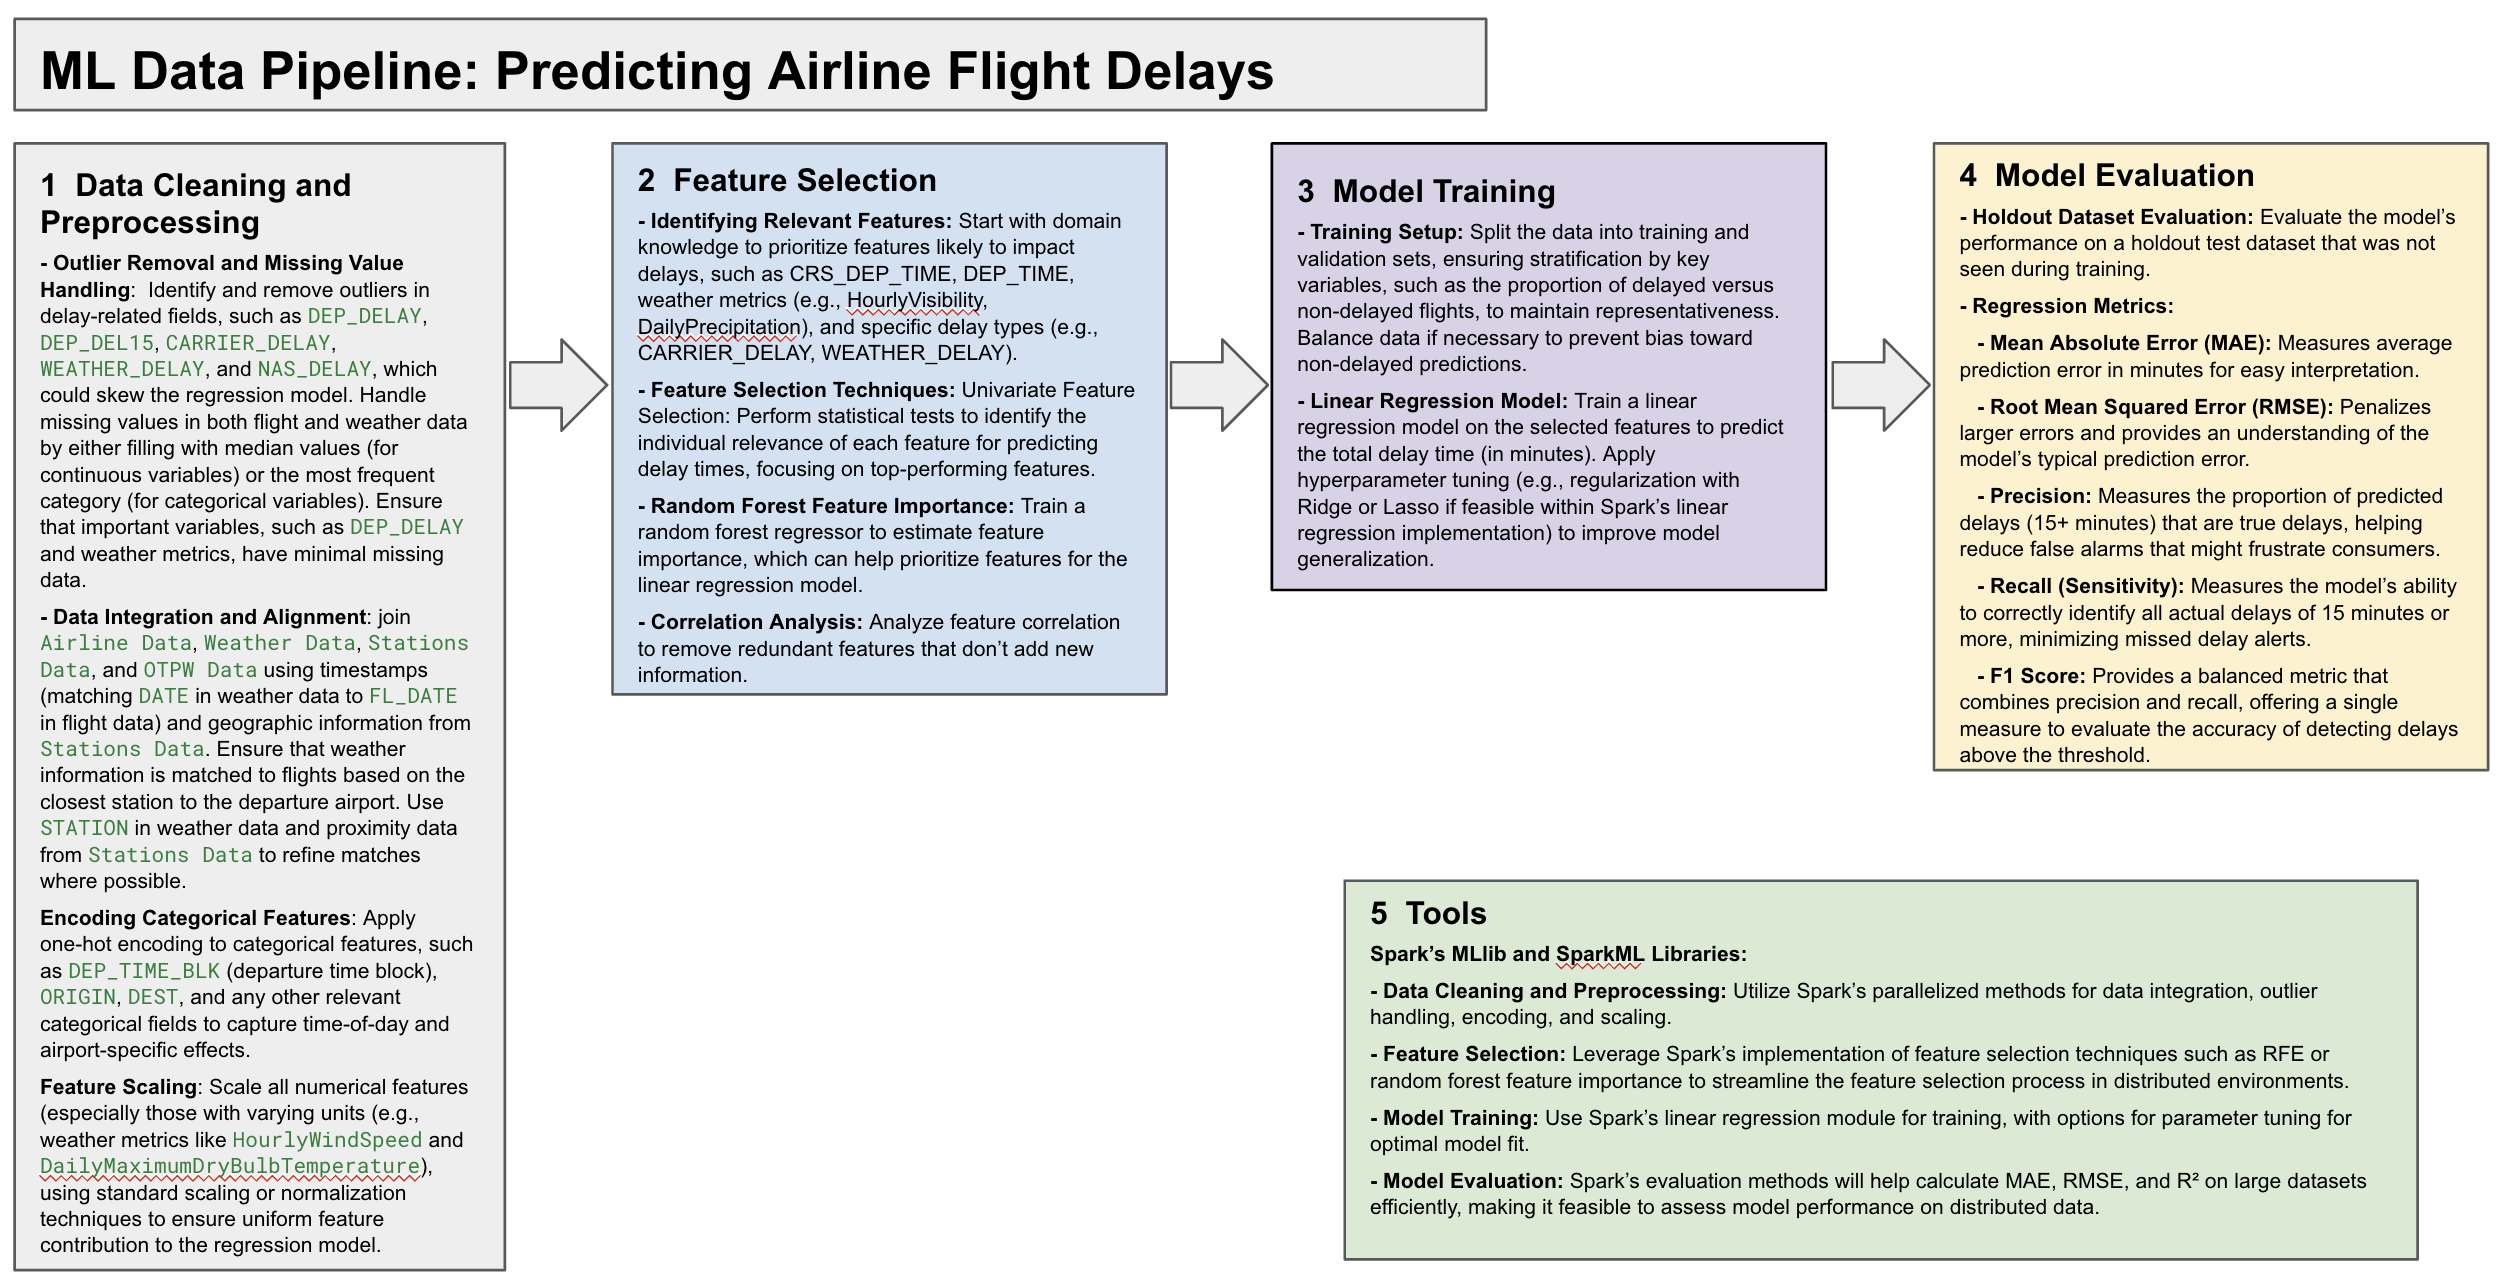 ML Data Pipeline: Predicting Airline Flight Delays
1  Data Cleaning and
Preprocessing
- Outlier Removal and Missing Value
Handling:  Identify and remove outliers in
delay-related fields, such as DEP_DELAY,
DEP_DEL15, CARRIER_DELAY,
WEATHER_DELAY, and NAS_DELAY, which
could skew the regression model. Handle
missing values in both flight and weather data
by either filling with median values (for
continuous variables) or the most frequent
category (for categorical variables). Ensure
that important variables, such as DEP_DELAY
and weather metrics, have minimal missing
data.
- Data Integration and Alignment: join
Airline Data, Weather Data, Stations
Data, and OTPW Data using timestamps
(matching DATE in weather data to FL_DATE
in flight data) and geographic information from
Stations Data. Ensure that weather
information is matched to flights based on the
closest station to the departure airport. Use
STATION in weather data and proximity data
from Stations Data to refine matches
where possible.
Encoding Categorical Features: Apply
one-hot encoding to categorical features, such
as DEP_TIME_BLK (departure time block),
ORIGIN, DEST, and any other relevant
categorical fields to capture time-of-day and
airport-specific effects.
Feature Scaling: Scale all numerical features
(especially those with varying units (e.g.,
weather metrics like HourlyWindSpeed and
DailyMaximumDryBulbTemperature),
using standard scaling or normalization
techniques to ensure uniform feature
contribution to the regression model.
2  Feature Selection
- Identifying Relevant Features: Start with domain
knowledge to prioritize features likely to impact
delays, such as CRS_DEP_TIME, DEP_TIME,
weather metrics (e.g., HourlyVisibility,
DailyPrecipitation), and specific delay types (e.g.,
CARRIER_DELAY, WEATHER_DELAY).
- Feature Selection Techniques: Univariate Feature
Selection: Perform statistical tests to identify the
individual relevance of each feature for predicting
delay times, focusing on top-performing features.
- Random Forest Feature Importance: Train a
random forest regressor to estimate feature
importance, which can help prioritize features for the
linear regression model.
- Correlation Analysis: Analyze feature correlation
to remove redundant features that don’t add new
information.
3  Model Training
- Training Setup: Split the data into training and
validation sets, ensuring stratification by key
variables, such as the proportion of delayed versus
non-delayed flights, to maintain representativeness.
Balance data if necessary to prevent bias toward
non-delayed predictions.
- Linear Regression Model: Train a linear
regression model on the selected features to predict
the total delay time (in minutes). Apply
hyperparameter tuning (e.g., regularization with
Ridge or Lasso if feasible within Spark’s linear
regression implementation) to improve model
generalization.
4  Model Evaluation
- Holdout Dataset Evaluation: Evaluate the model’s
performance on a holdout test dataset that was not
seen during training.
- Regression Metrics:
- Mean Absolute Error (MAE): Measures average
prediction error in minutes for easy interpretation.
- Root Mean Squared Error (RMSE): Penalizes
larger errors and provides an understanding of the
model’s typical prediction error.
- Precision: Measures the proportion of predicted
delays (15+ minutes) that are true delays, helping
reduce false alarms that might frustrate consumers.
- Recall (Sensitivity): Measures the model’s ability
to correctly identify all actual delays of 15 minutes or
more, minimizing missed delay alerts.
- F1 Score: Provides a balanced metric that
combines precision and recall, offering a single
measure to evaluate the accuracy of detecting delays
above the threshold.
5  Tools
Spark’s MLlib and SparkML Libraries:
- Data Cleaning and Preprocessing: Utilize Spark’s parallelized methods for data integration, outlier
handling, encoding, and scaling.
- Feature Selection: Leverage Spark’s implementation of feature selection techniques such as RFE or
random forest feature importance to streamline the feature selection process in distributed environments.
- Model Training: Use Spark’s linear regression module for training, with options for parameter tuning for
optimal model fit.
- Model Evaluation: Spark’s evaluation methods will help calculate MAE, RMSE, and R² on large datasets
efficiently, making it feasible to assess model performance on distributed data.